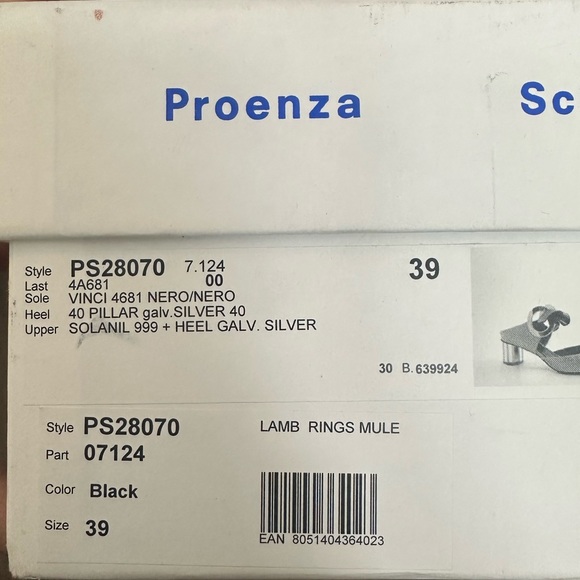 Proenza Sc
Style PS28070 7.124 39
Last 4A681 00
Sole VINCI 4681 NERO/NERO
Heel 40 PILLAR galv.SILVER 40
Upper SOLANIL 999 + HEEL GALV. SILVER
30 B.639924
Style PS28070 LAMB RINGS MULE
Part 07124
Color Black
Size 39
EAN 8051404364023